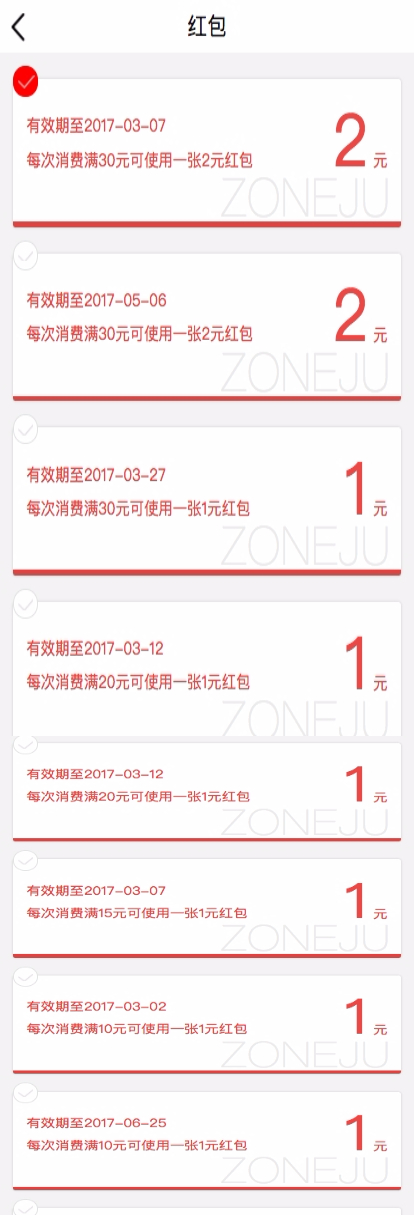 红包
有效期至2017-03-07
每次消费满30元可使用一张2元红包
2元
ZONEJU
有效期至2017-05-06
每次消费满30元可使用一张2元红包
2元
ZONEJU
有效期至2017-03-27
每次消费满30元可使用一张1元红包
1元
ZONEJU
有效期至2017-03-12
每次消费满20元可使用一张1元红包
1元
ZONEJU
有效期至2017-03-12
每次消费满20元可使用一张1元红包
1元
ZONEJU
有效期至2017-03-07
每次消费满15元可使用一张1元红包
1元
ZONEJU
有效期至2017-03-02
每次消费满10元可使用一张1元红包
1元
ZONEJU
有效期至2017-06-25
每次消费满10元可使用一张1元红包
1元
ZONEJU